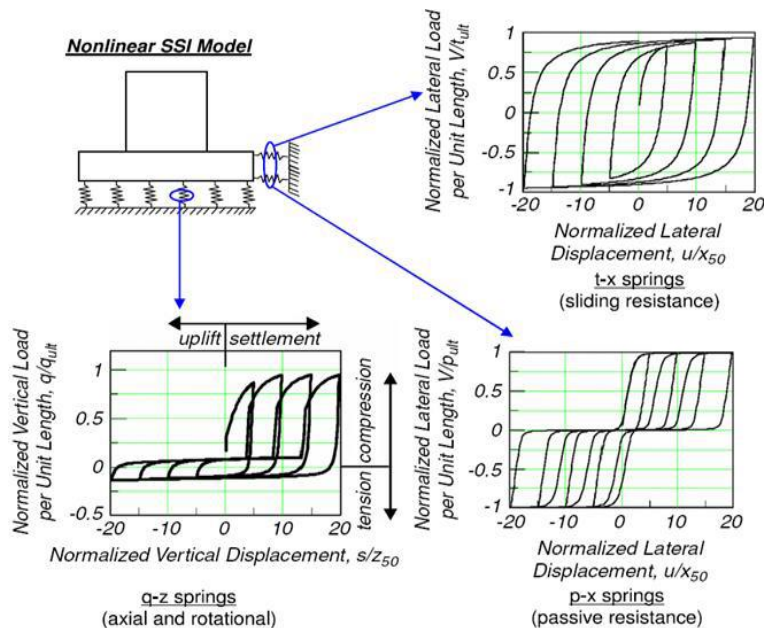 Nonlinear SSI Model
Normalized Lateral Load
per Unit Length, V/t_ult
1
0.5
0
-0.5
-1
-20 -10 0 10 20
Normalized Lateral
Displacement, u/x_50
t-x springs
(sliding resistance)
uplift settlement
Normalized Vertical Load
per Unit Length, q/q_ult
1
0.5
0
-0.5
-20 -10 0 10 20
Normalized Vertical Displacement, s/z_50
q-z springs
(axial and rotational)
tension compression
Normalized Lateral Load
per Unit Length, V/p_ult
1
0.5
0
-0.5
-1
-20 -10 0 10 20
Normalized Lateral
Displacement, u/x_50
p-x springs
(passive resistance)